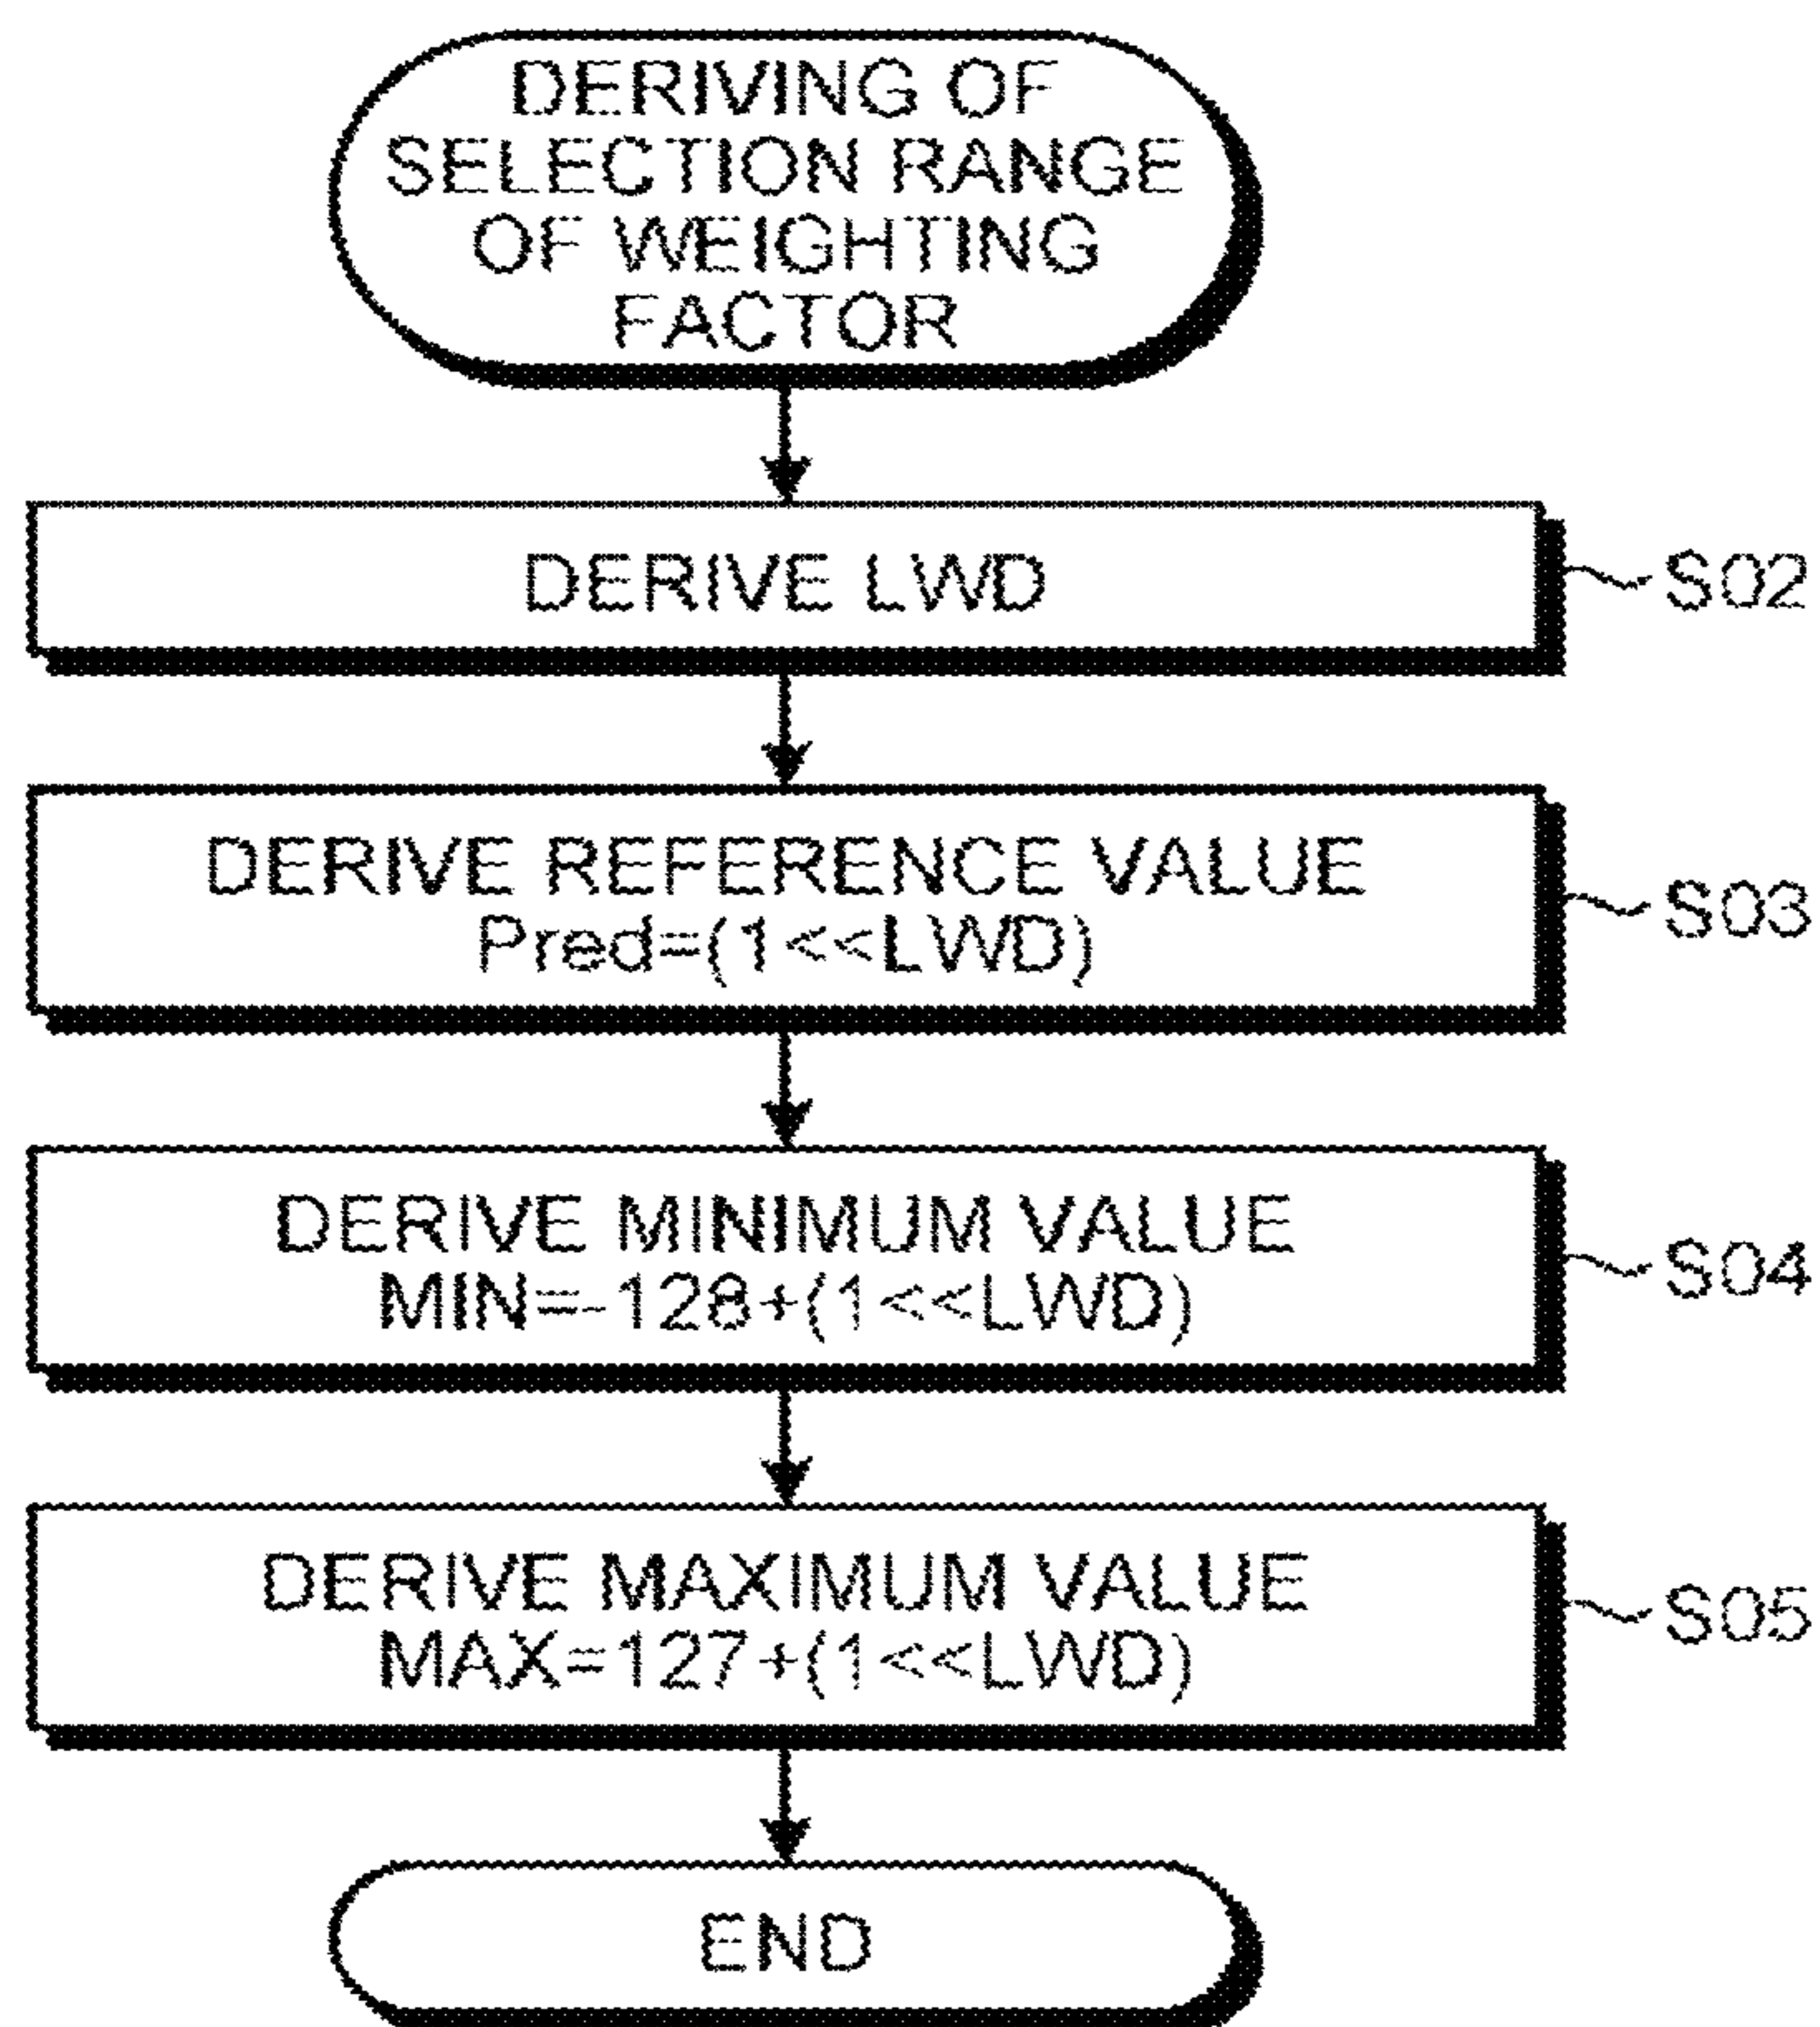 DERIVING OF
SELECTION RANGE
OF WEIGHTING
FACTOR
DERIVE LWD
S02
DERIVE REFERENCE VALUE
Pred=(1<<LWD)
S03
DERIVE MINIMUM VALUE
MIN=-128+(1<<LWD)
S04
DERIVE MAXIMUM VALUE
MAX=127+(1<<LWD)
S05
END